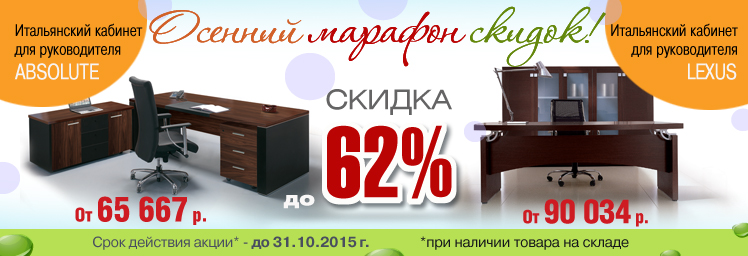 Осенний марафон скидок!
Итальянский кабинет
для руководителя
ABSOLUTE
Итальянский кабинет
для руководителя
LEXUS
СКИДКА
до 62%
От 65 667 р.
От 90 034 р.
Срок действия акции* - до 31.10.2015 г.
*при наличии товара на складе